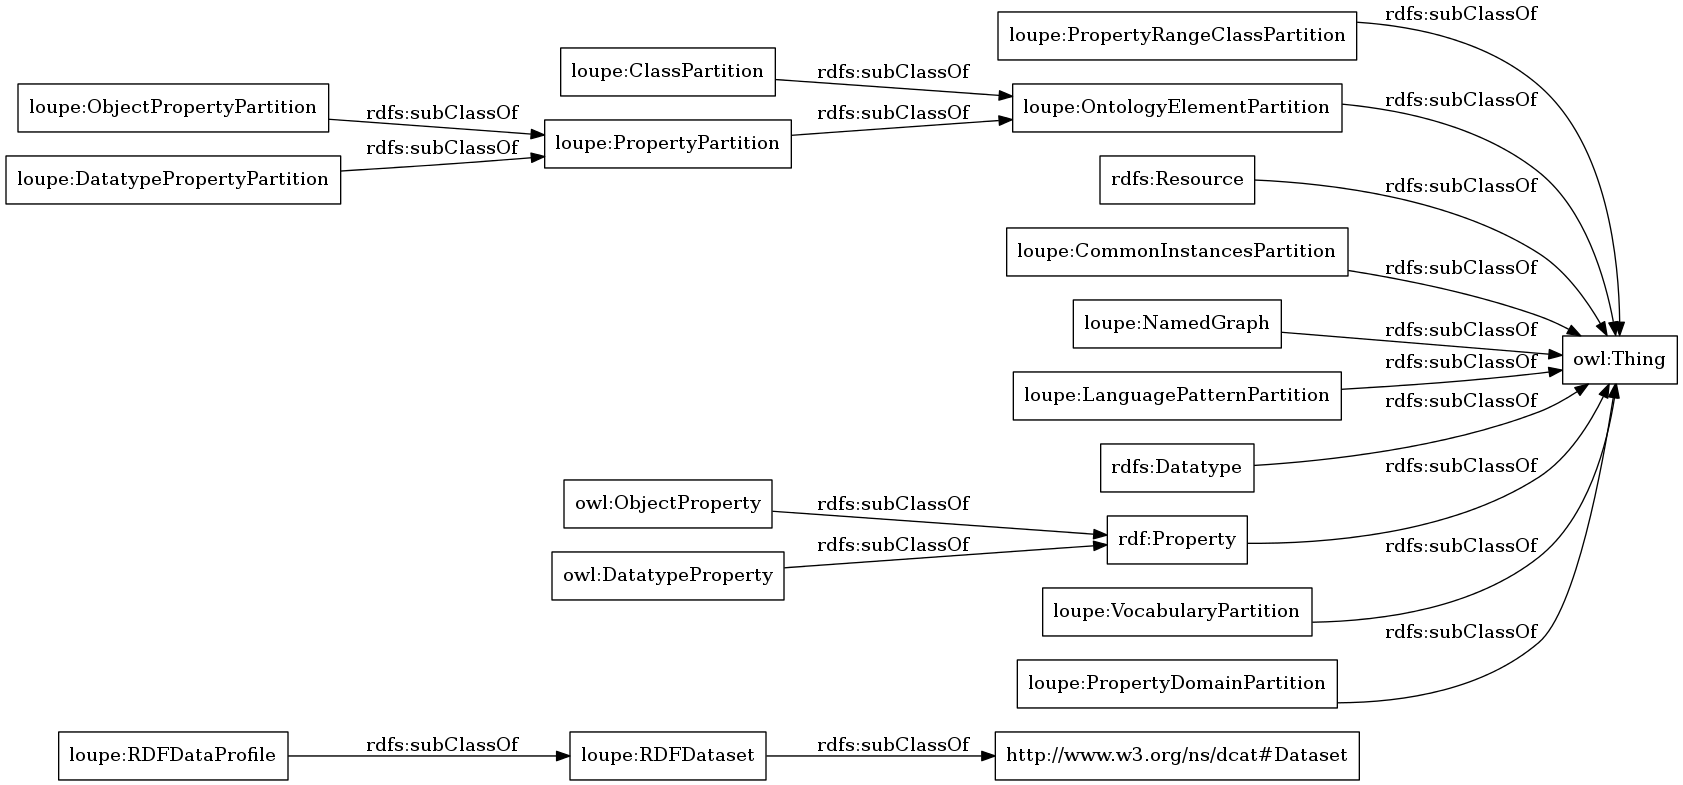 loupe:PropertyRangeClassPartition
rdfs:subClassOf
loupe:ClassPartition
rdfs:subClassOf
loupe:ObjectPropertyPartition
rdfs:subClassOf
loupe:OntologyElementPartition
rdfs:subClassOf
loupe:PropertyPartition
rdfs:subClassOf
loupe:DatatypePropertyPartition
rdfs:subClassOf
rdfs:Resource
rdfs:subClassOf
loupe:CommonInstancesPartition
rdfs:subClassOf
loupe:NamedGraph
rdfs:subClassOf
owl:Thing
loupe:LanguagePatternPartition
rdfs:subClassOf
rdfs:Datatype
rdfs:subClassOf
owl:ObjectProperty
rdfs:subClassOf
rdf:Property
rdfs:subClassOf
owl:DatatypeProperty
rdfs:subClassOf
loupe:VocabularyPartition
rdfs:subClassOf
loupe:PropertyDomainPartition
rdfs:subClassOf
loupe:RDFDataProfile
rdfs:subClassOf
loupe:RDFDataset
rdfs:subClassOf
http://www.w3.org/ns/dcat#Dataset